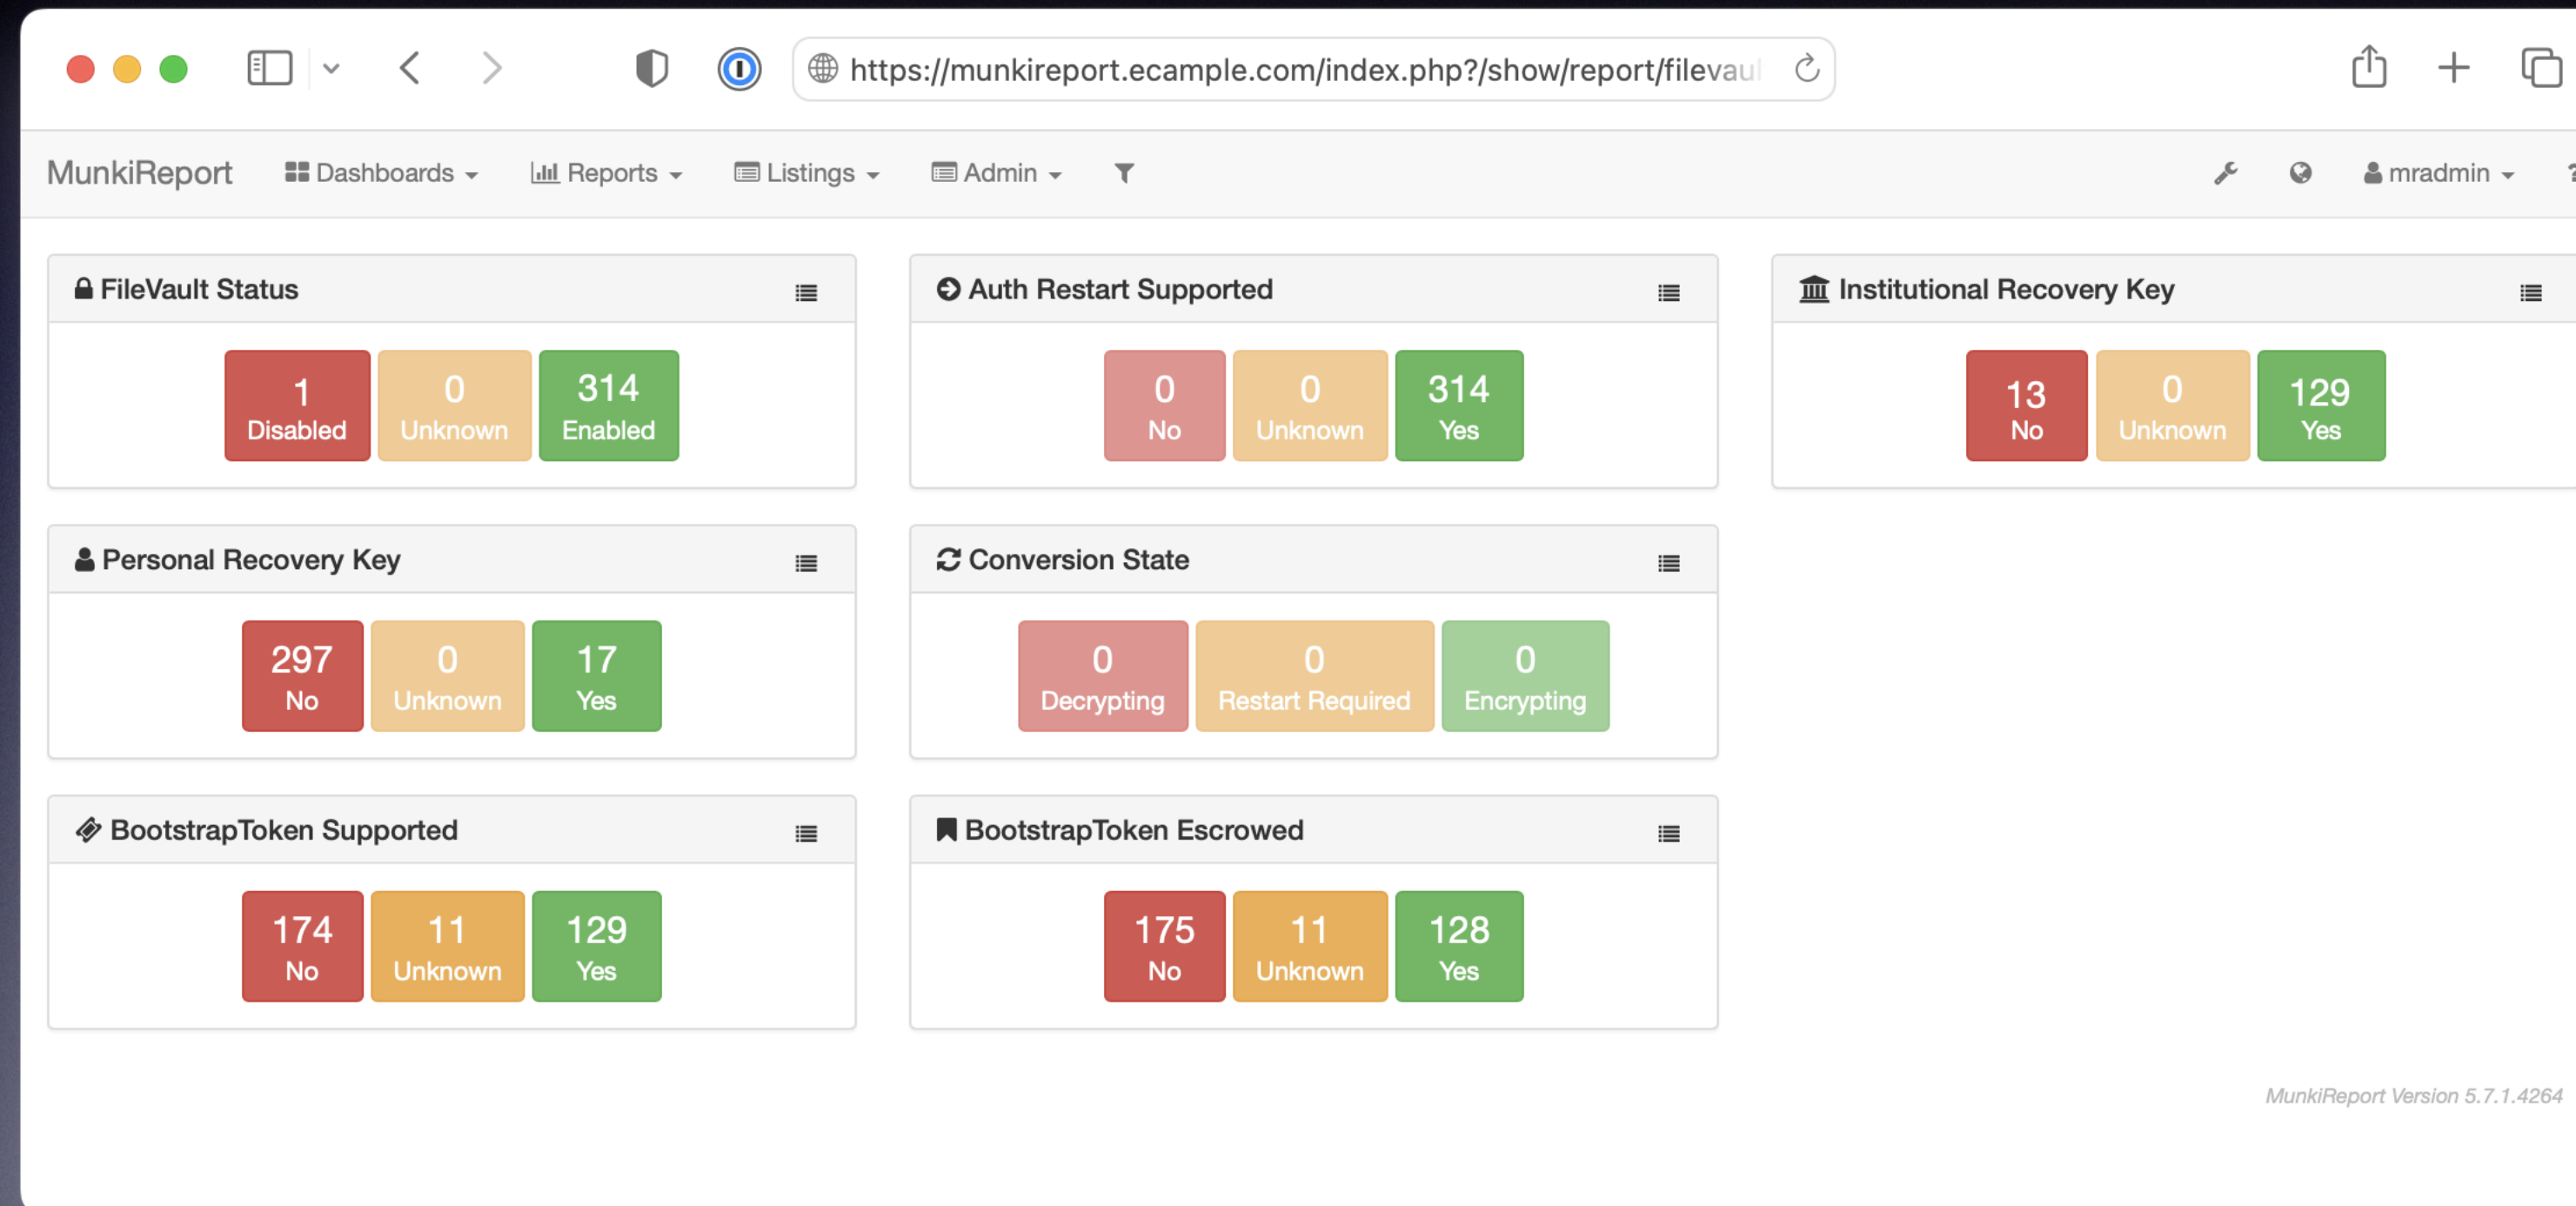 https://munkireport.ecample.com/index.php?/show/report/filevau
MunkiReport Dashboards Reports Listings Admin mradmin ?
FileVault Status
1 0 314
Disabled Unknown Enabled
Auth Restart Supported
0 0 314
No Unknown Yes
Institutional Recovery Key
13 0 129
No Unknown Yes
Personal Recovery Key
297 0 17
No Unknown Yes
Conversion State
0 0 0
Decrypting Restart Required Encrypting
BootstrapToken Supported
174 11 129
No Unknown Yes
BootstrapToken Escrowed
175 11 128
No Unknown Yes
MunkiReport Version 5.7.1.4264